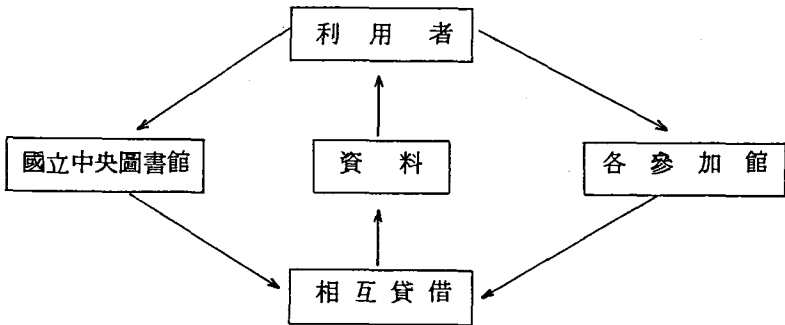 利用者
國立中央圖書館
資料
各參加館
相互貸借